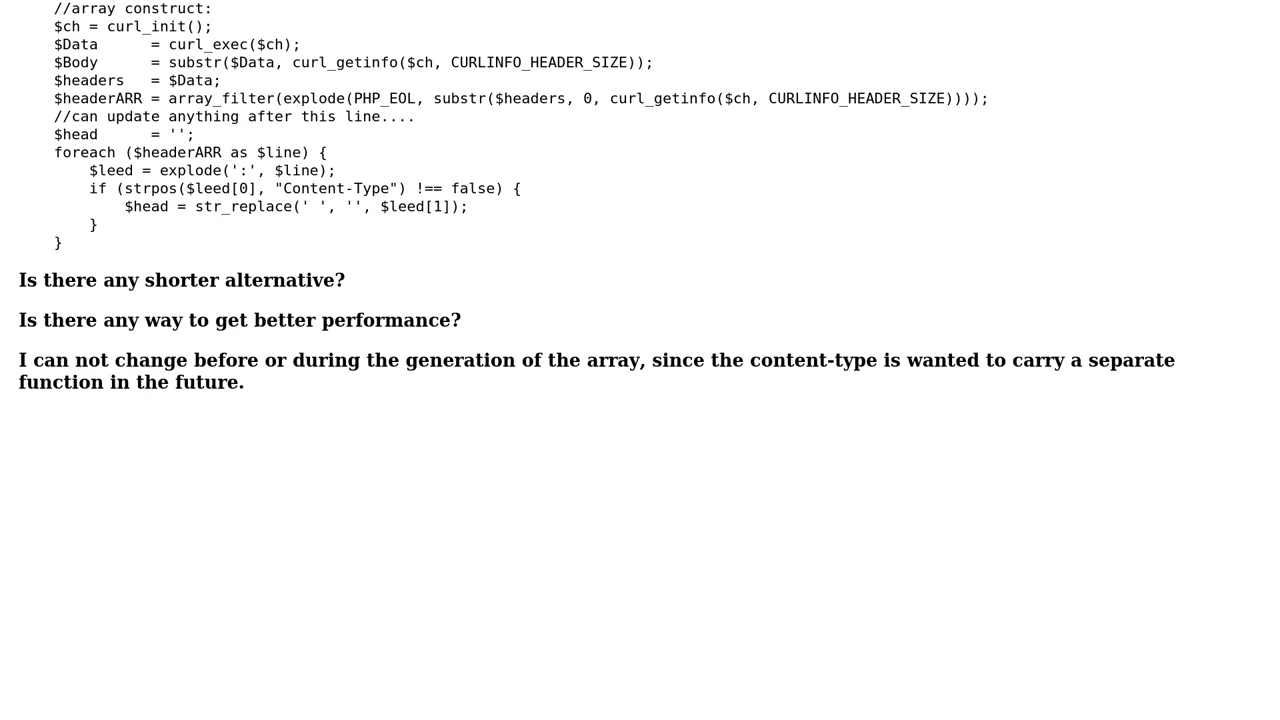 //array construct:
$ch = curl_init();
$Data      = curl_exec($ch);
$Body      = substr($Data, curl_getinfo($ch, CURLINFO_HEADER_SIZE));
$headers   = $Data;
$headerARR = array_filter(explode(PHP_EOL, substr($headers, 0, curl_getinfo($ch, CURLINFO_HEADER_SIZE))));
//can update anything after this line....
$head      = '';
foreach ($headerARR as $line) {
    $leed = explode(':', $line);
    if (strpos($leed[0], "Content-Type") !== false) {
        $head = str_replace(' ', '', $leed[1]);
    }
}
Is there any shorter alternative?
Is there any way to get better performance?
I can not change before or during the generation of the array, since the content-type is wanted to carry a separate
function in the future.